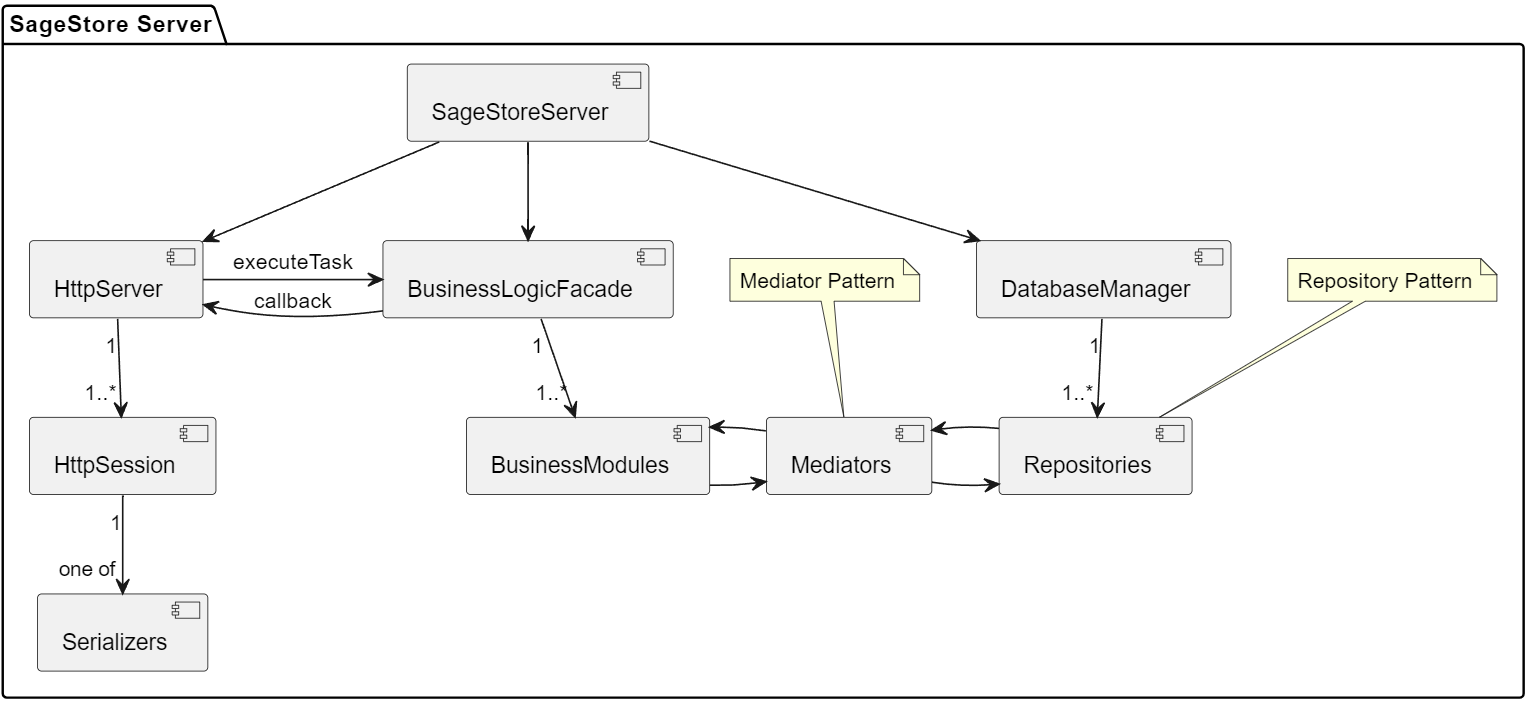 SageStore Server
SageStoreServer
HttpServer
executeTask
callback
BusinessLogicFacade
Mediator Pattern
DatabaseManager
Repository Pattern
1
1..*
1
1..*
1
1..*
HttpSession
BusinessModules
Mediators
Repositories
1
one of
Serializers